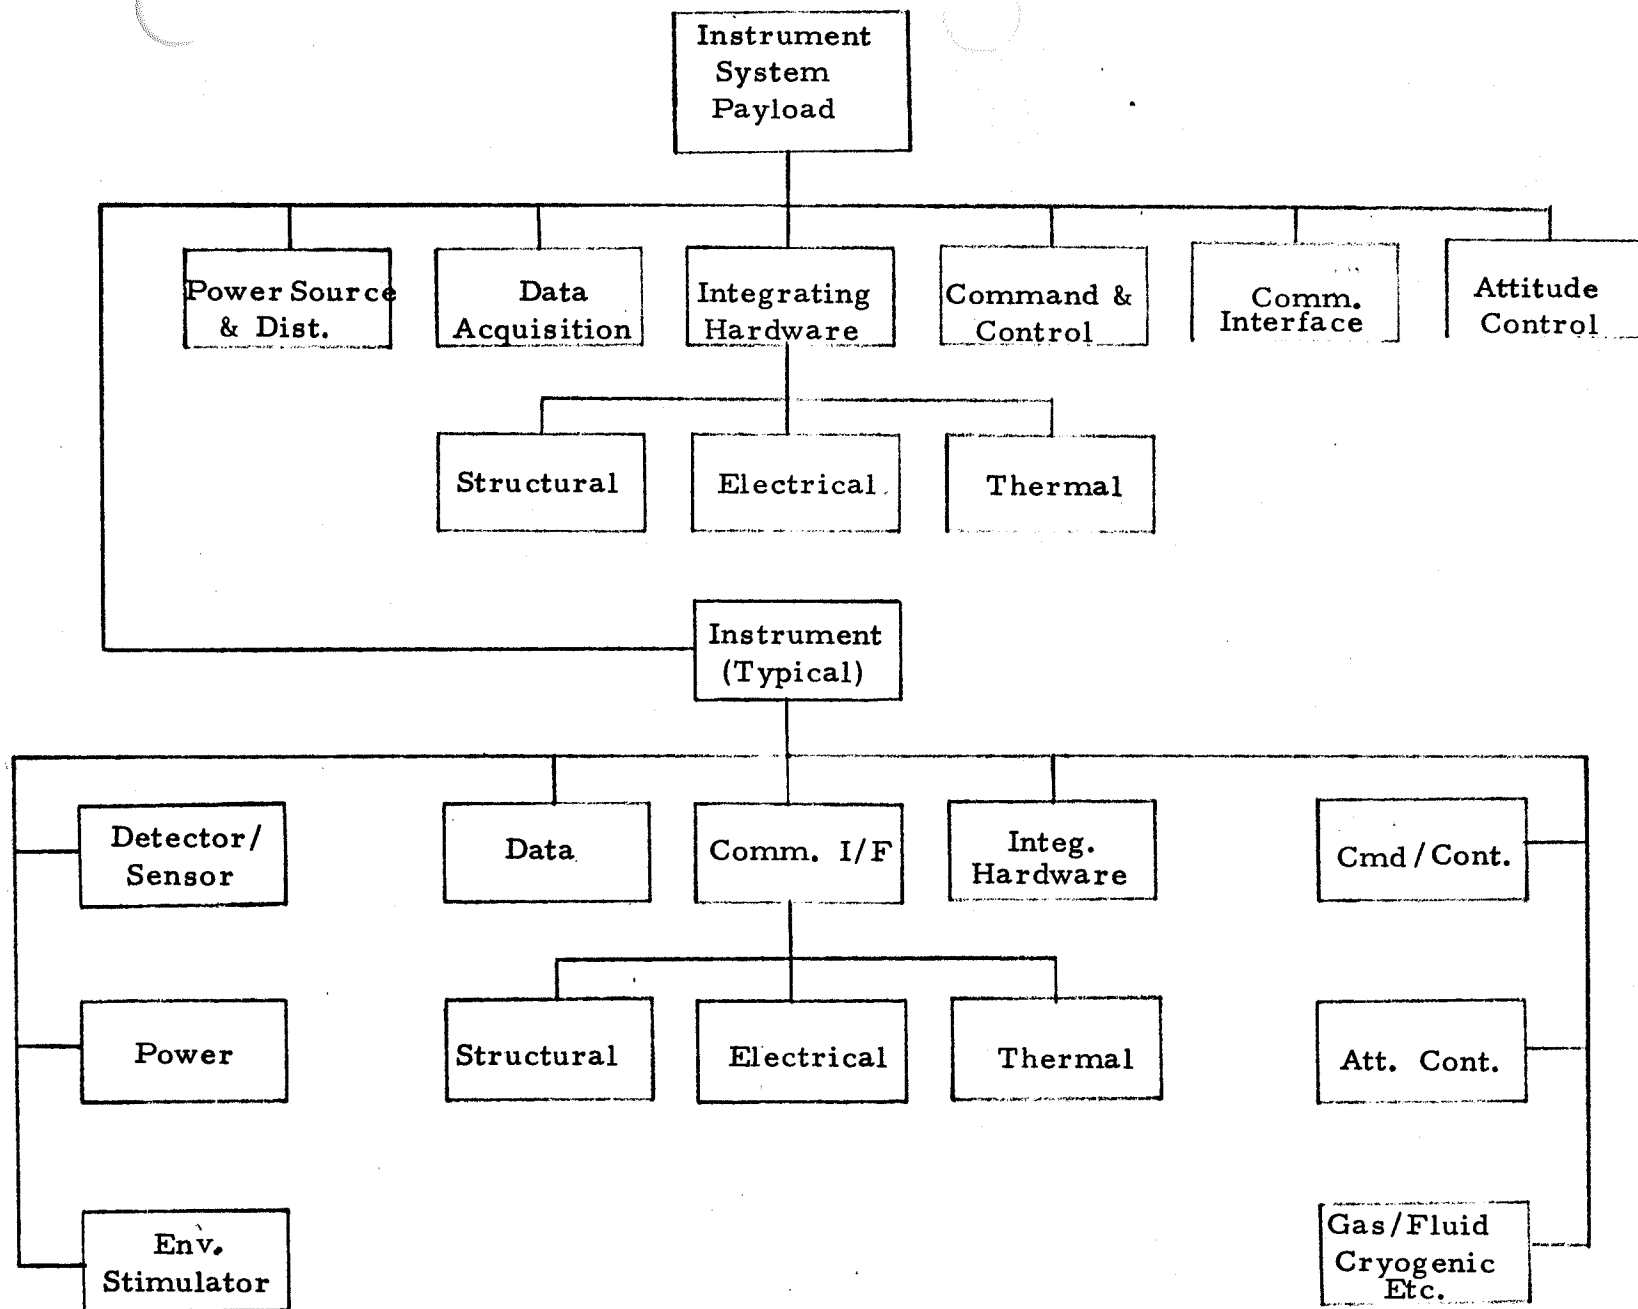 Instrument
System
Payload
Power Source
& Dist.
Data
Acquisition
Integrating
Hardware
Command &
Control
Comm.
Interface
Attitude
Control
Structural
Electrical
Thermal
Instrument
(Typical)
Detector/
Sensor
Data
Comm. I/F
Integ.
Hardware
Cmd/Cont.
Power
Structural
Electrical
Thermal
Att. Cont.
Env.
Stimulator
Gas/Fluid
Cryogenic
Etc.